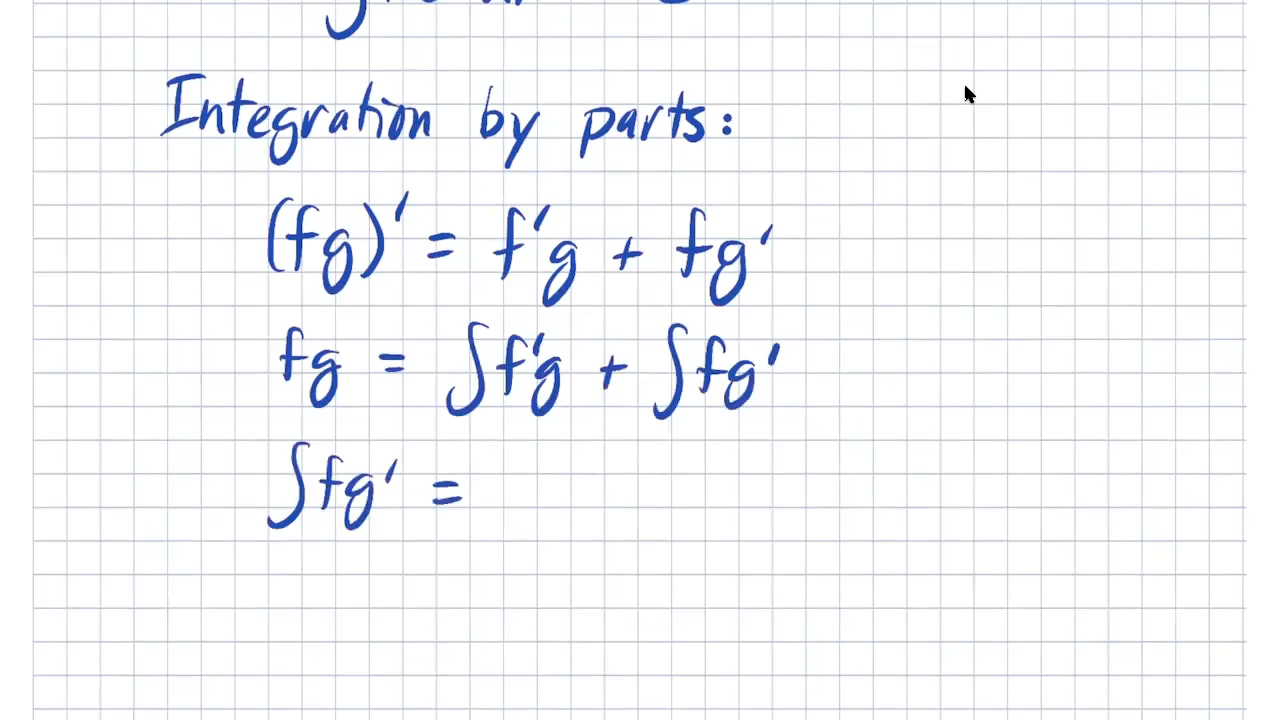 Integration by parts:
(fg)' = f'g + fg'
fg = ∫f'g + ∫fg'
∫fg' =